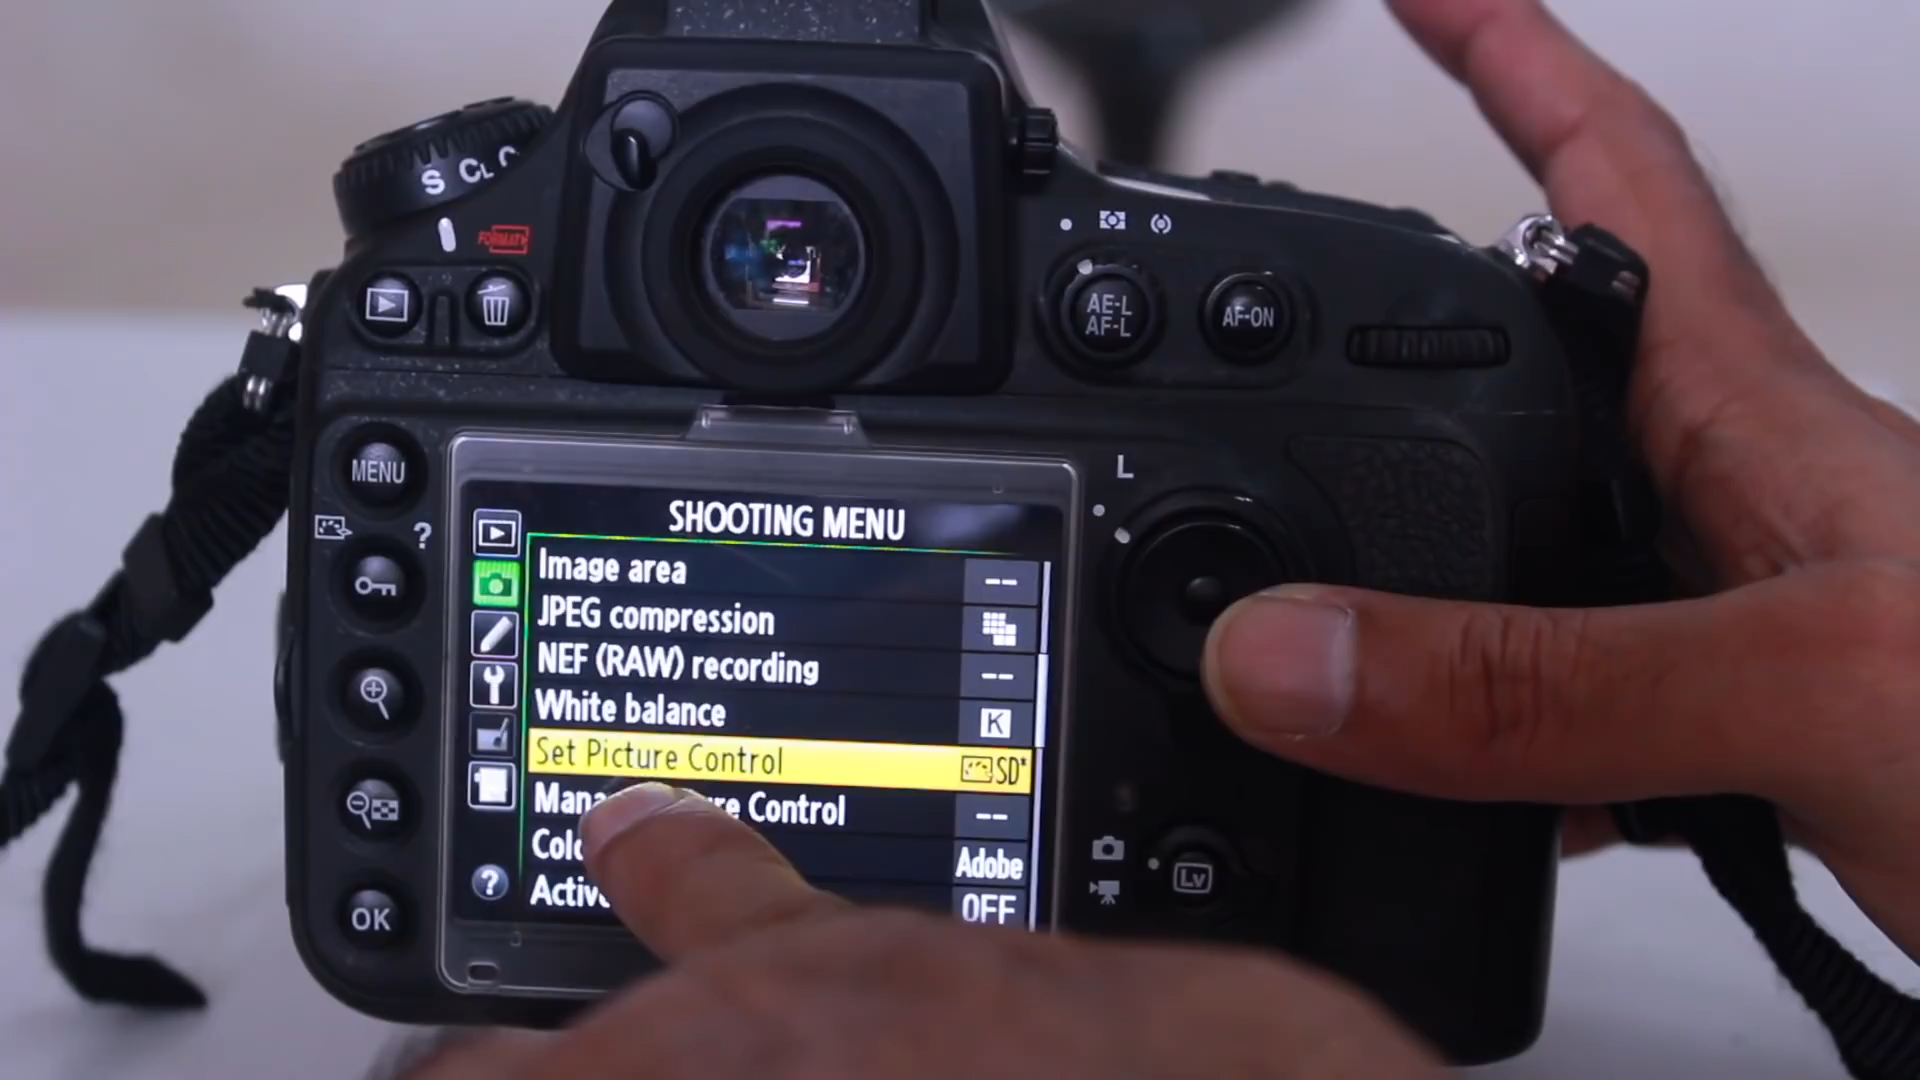 S CL
FORMAT
AE-L
AF-L
AF-ON
MENU
?
L
SHOOTING MENU
Image area --
JPEG compression
NEF (RAW) recording --
White balance K
Set Picture Control SD*
Control --
Adobe
OFF
?
OK
Lv